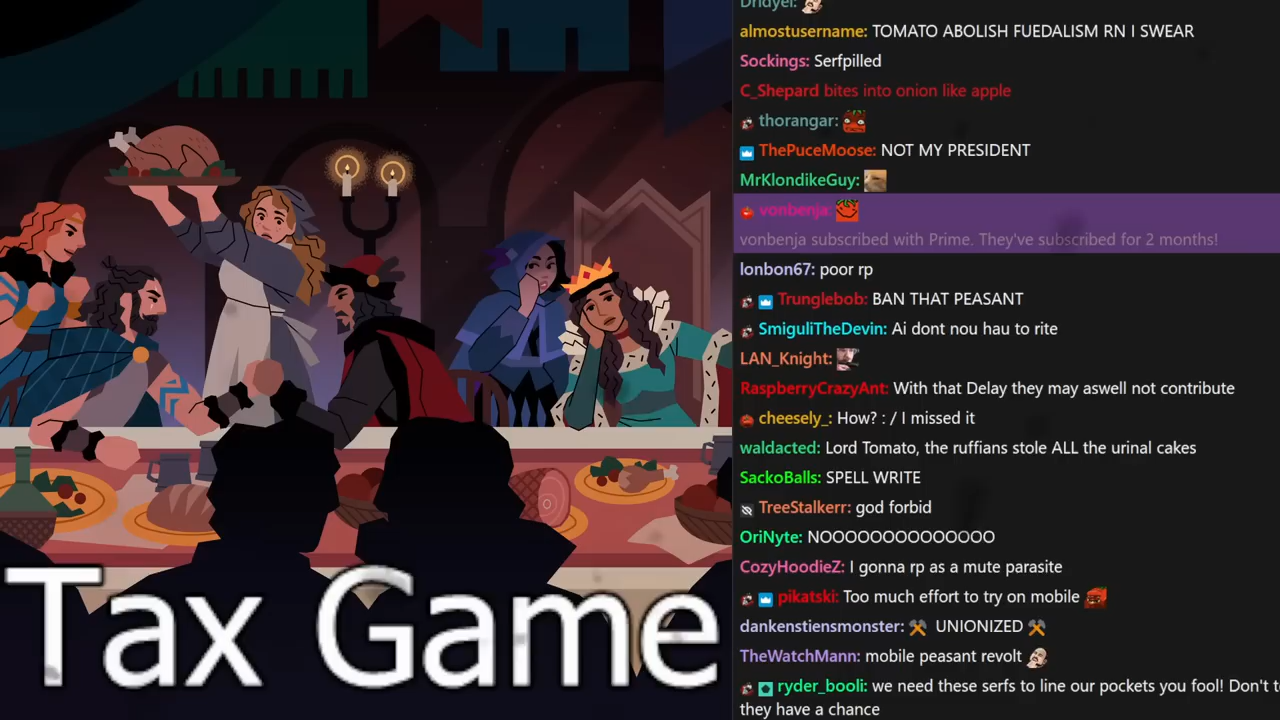 Dridyel:
almostusername: TOMATO ABOLISH FUEDALISM RN I SWEAR
Sockings: Serfpilled
C_Shepard bites into onion like apple
thorangar:
ThePuceMoose: NOT MY PRESIDENT
MrKlondikeGuy:
vonbenja:
vonbenja subscribed with Prime. They've subscribed for 2 months!
lonbon67: poor rp
Trunglebob: BAN THAT PEASANT
SmiguliTheDevin: Ai dont nou hau to rite
LAN_Knight:
RaspberryCrazyAnt: With that Delay they may aswell not contribute
cheesely_: How? : / I missed it
waldacted: Lord Tomato, the ruffians stole ALL the urinal cakes
SackoBalls: SPELL WRITE
TreeStalkerr: god forbid
OriNyte: NOOOOOOOOOOOOOO
CozyHoodieZ: I gonna rp as a mute parasite
pikatski: Too much effort to try on mobile
dankenstiensmonster: ⚒ UNIONIZED ⚒
TheWatchMann: mobile peasant revolt
ryder_booli: we need these serfs to line our pockets you fool! Don't t
they have a chance
Tax Game